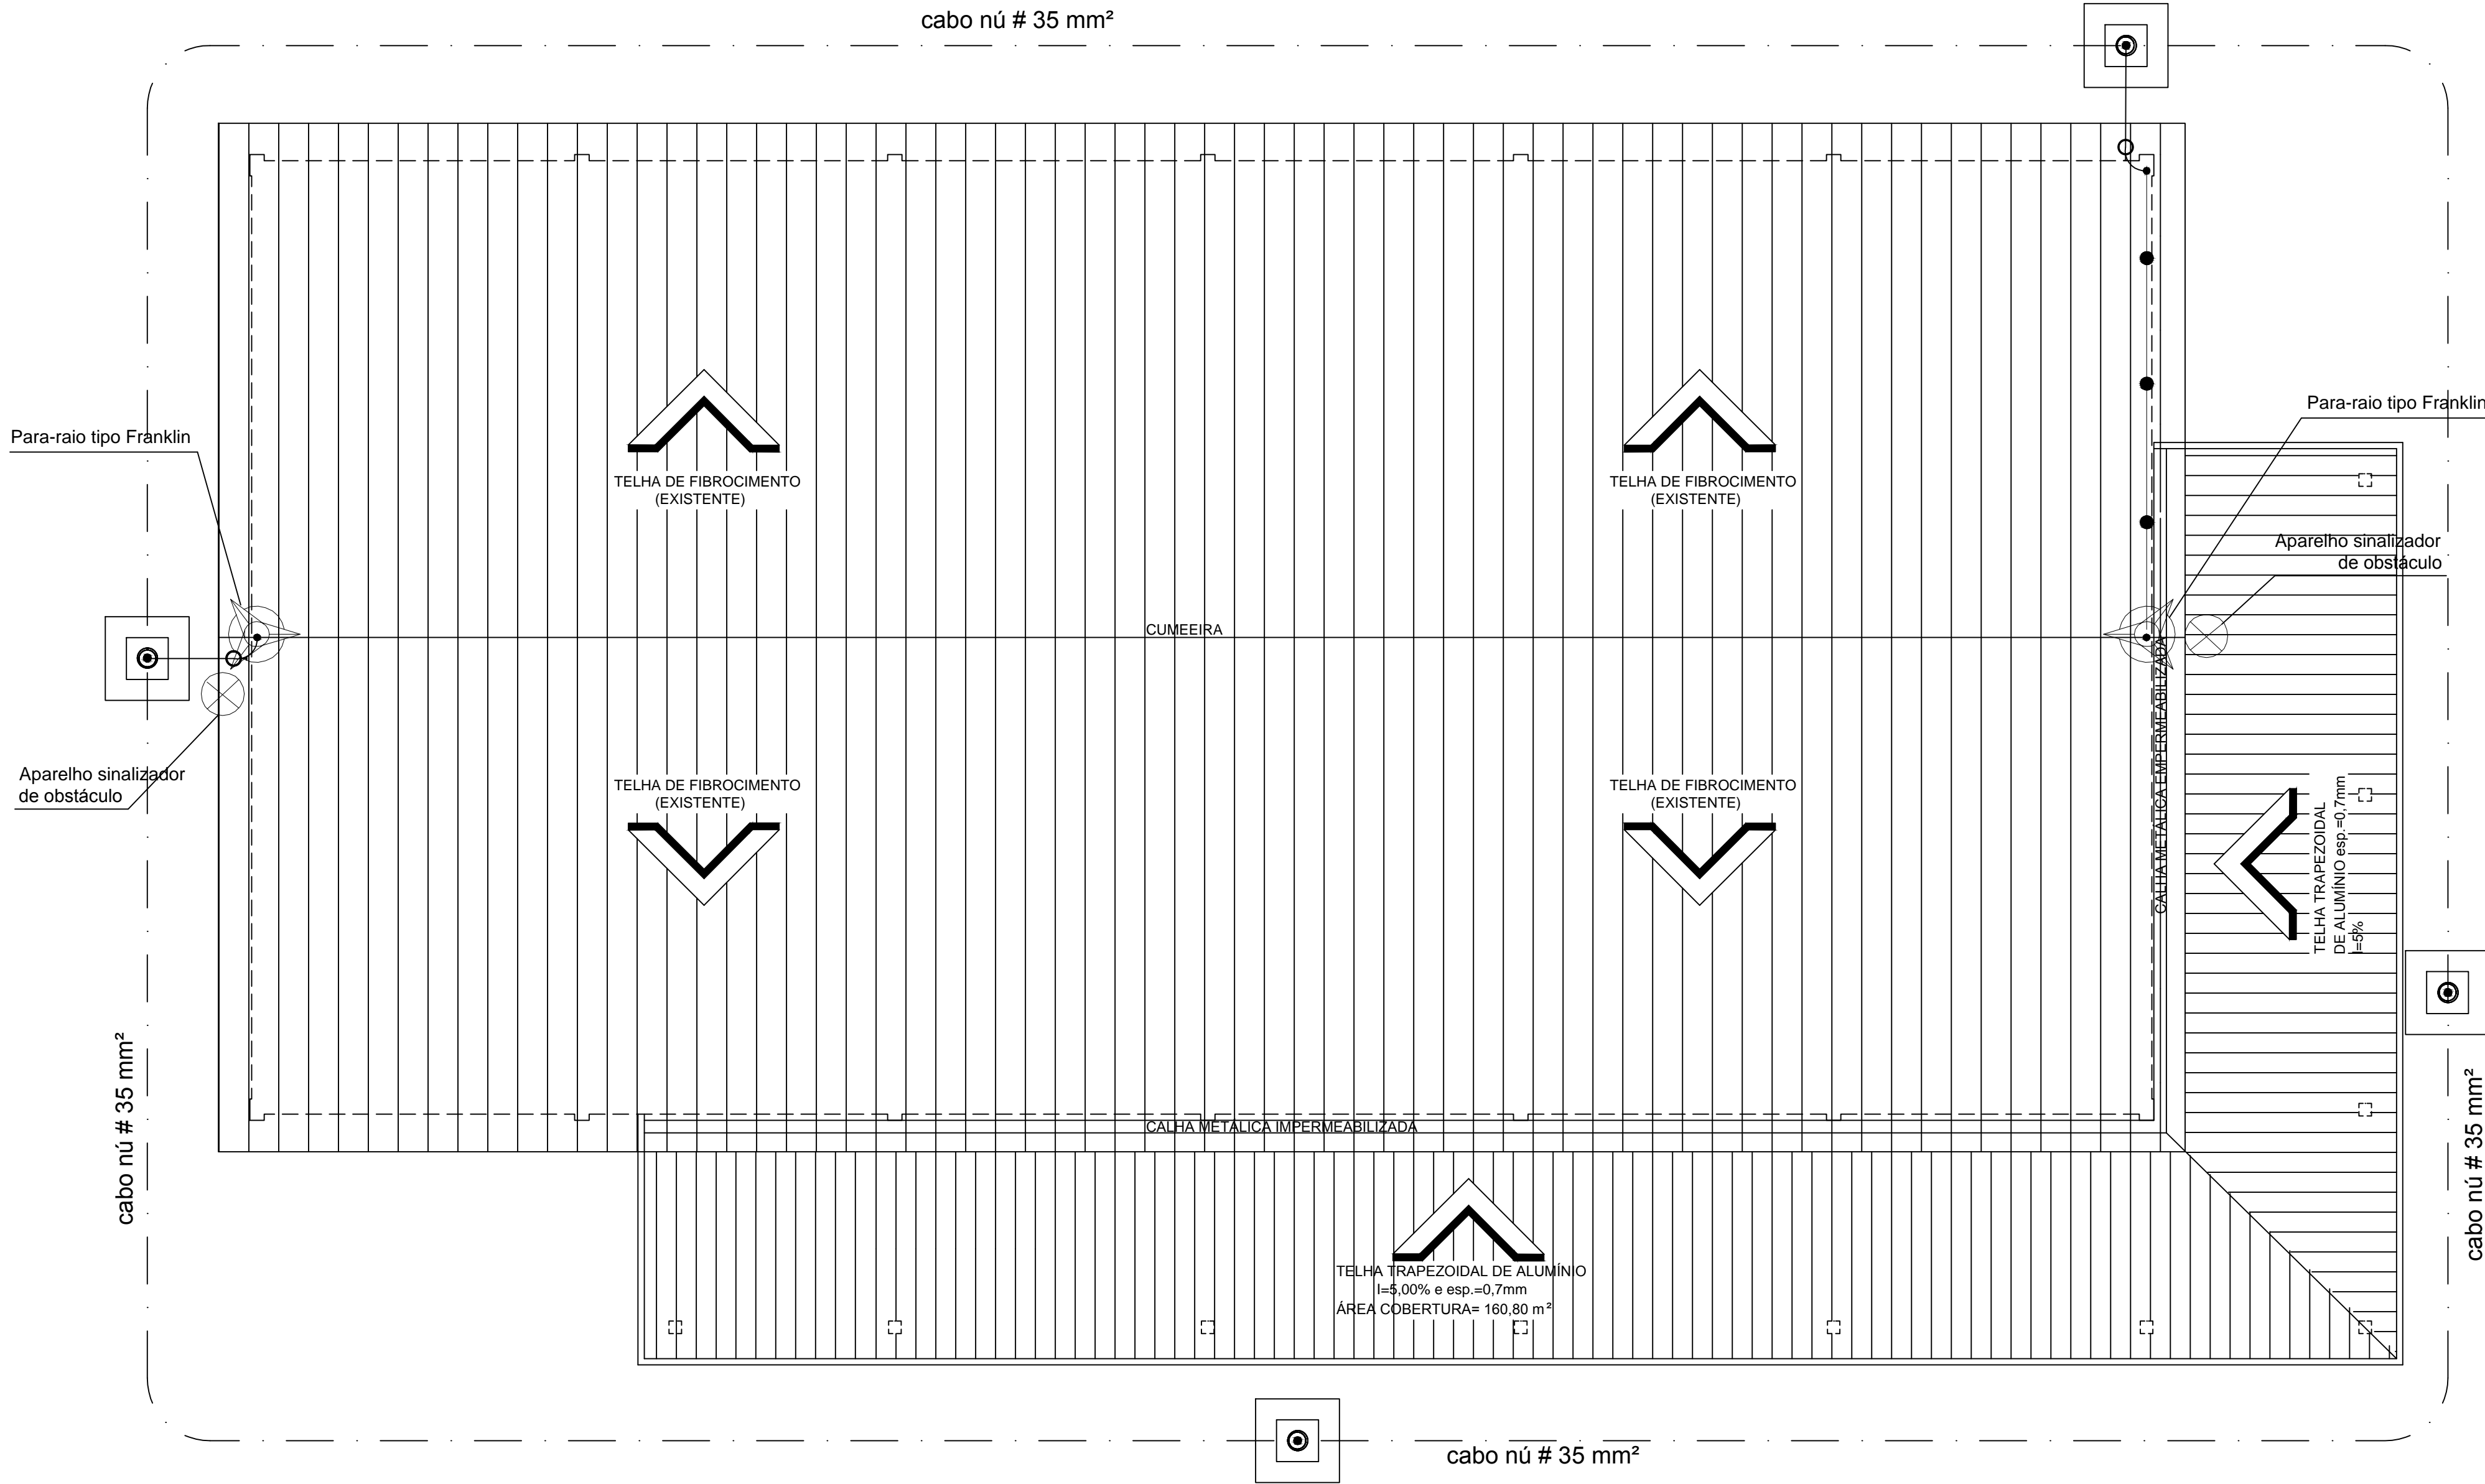 cabo nú # 35 mm²
Para-raio tipo Franklin
Para-raio tipo Franklin
TELHA DE FIBROCIMENTO
(EXISTENTE)
TELHA DE FIBROCIMENTO
(EXISTENTE)
Aparelho sinalizador
de obstáculo
CUMEEIRA
CALHA METÁLICA EMPERMEABILIZADA
Aparelho sinalizador
de obstáculo
TELHA DE FIBROCIMENTO
(EXISTENTE)
TELHA DE FIBROCIMENTO
(EXISTENTE)
TELHA TRAPEZOIDAL
DE ALUMÍNIO esp.=0,7mm
I=5%
cabo nú # 35 mm²
cabo nú # 35 mm²
CALHA METÁLICA IMPERMEABILIZADA
TELHA TRAPEZOIDAL DE ALUMÍNIO
I=5,00% e esp.=0,7mm
ÁREA COBERTURA= 160,80 m²
cabo nú # 35 mm²